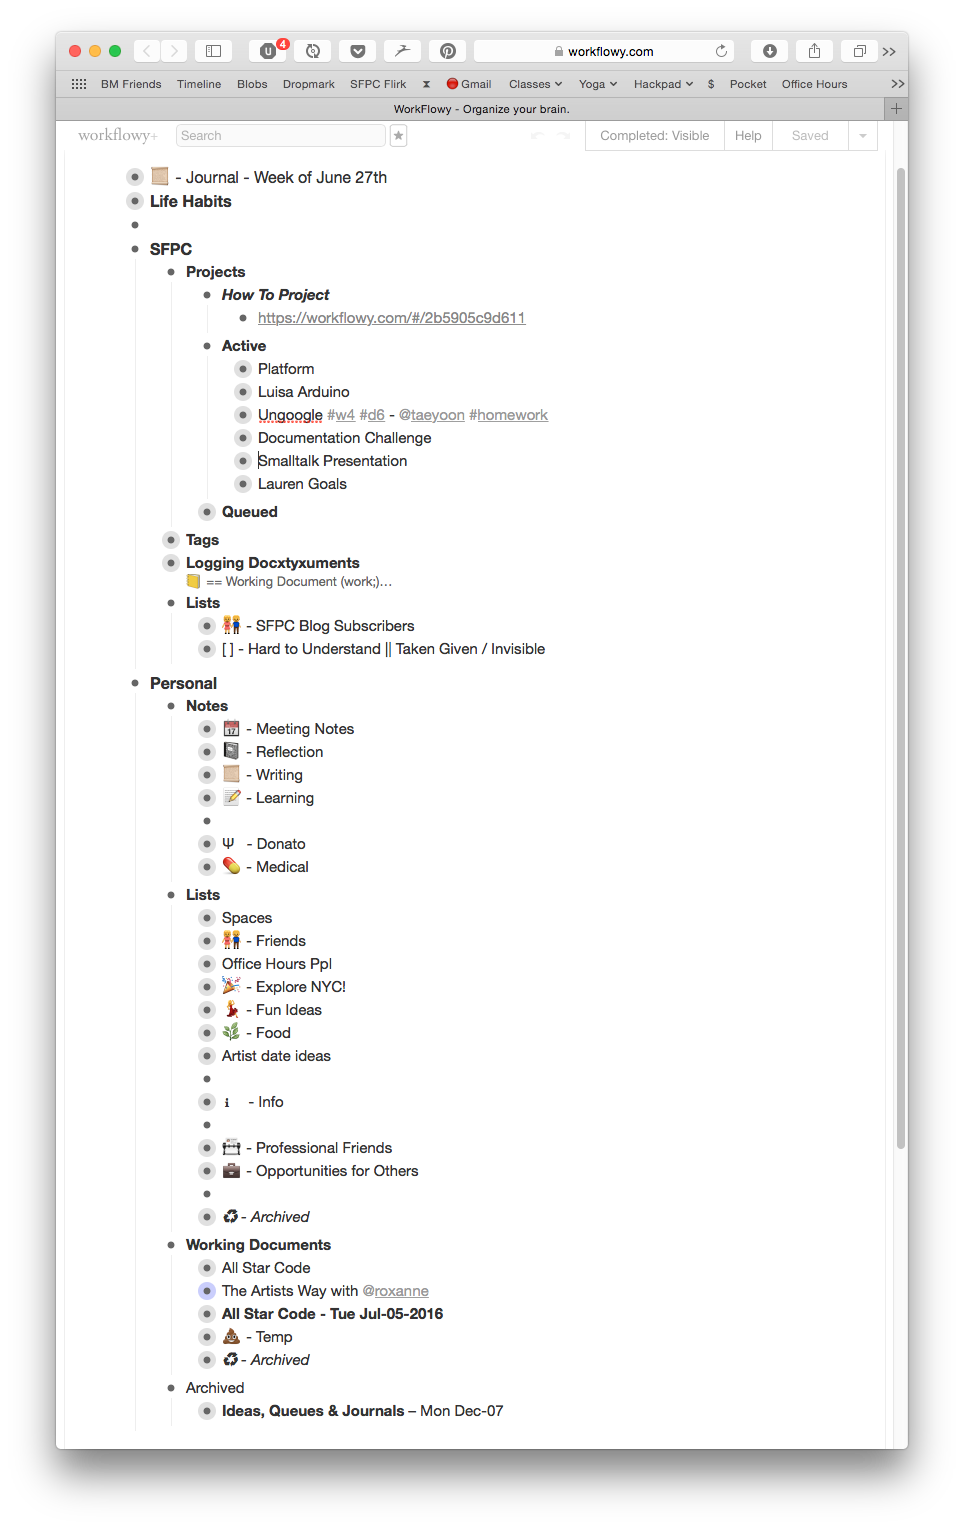 4
workflowy.com
BM Friends Timeline Blobs Dropmark SFPC Flirk Gmail Classes Yoga Hackpad $ Pocket Office Hours >>
WorkFlowy - Organize your brain.
workflowy+ Search Completed: Visible Help Saved
- Journal - Week of June 27th
Life Habits
SFPC
Projects
How To Project
https://workflowy.com/#/2b5905c9d611
Active
Platform
Luisa Arduino
Ungoogle #w4 #d6 - @taeyoon #homework
Documentation Challenge
Smalltalk Presentation
Lauren Goals
Queued
Tags
Logging Docxtyxuments
📒 == Working Document (work;)...
Lists
👫 - SFPC Blog Subscribers
[ ] - Hard to Understand || Taken Given / Invisible
Personal
Notes
📅 - Meeting Notes
📓 - Reflection
📜 - Writing
📝 - Learning
Ψ - Donato
💊 - Medical
Lists
Spaces
👫 - Friends
Office Hours Ppl
🎉 - Explore NYC!
💃 - Fun Ideas
🌿 - Food
Artist date ideas
ℹ - Info
📇 - Professional Friends
💼 - Opportunities for Others
♻ - Archived
Working Documents
All Star Code
The Artists Way with @roxanne
All Star Code - Tue Jul-05-2016
💩 - Temp
♻ - Archived
Archived
Ideas, Queues & Journals – Mon Dec-07